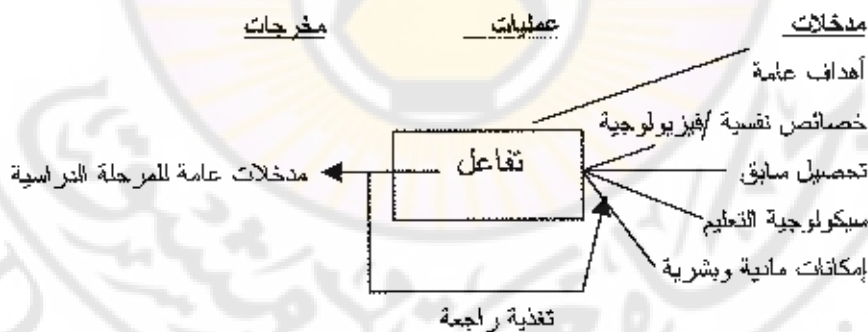 مدخلات عمليات مخرجات
أهداف عامة
خصائص نفسية /فيزيولوجية
تحصيل سابق
سيكولوجية التعليم
إمكانات مادية وبشرية
تفاعل
مدخلات عامة للمرحلة الدراسية
تغذية راجعة